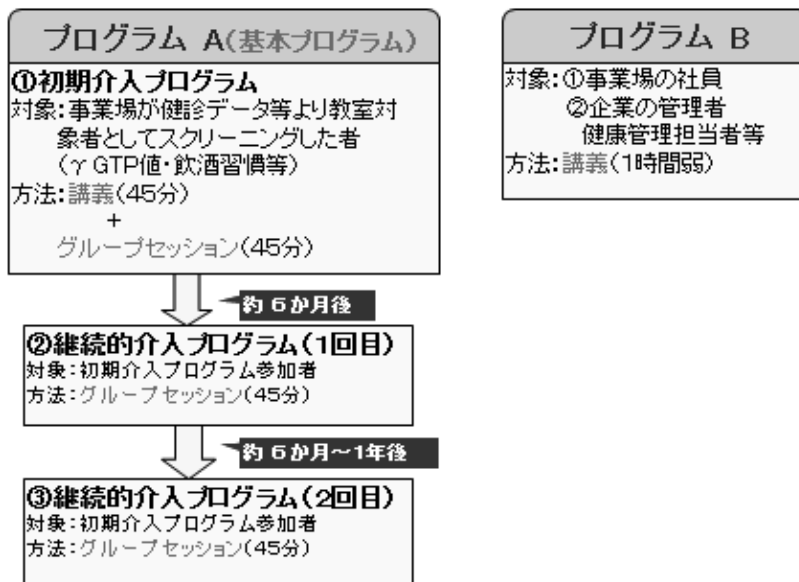 プログラム A(基本プログラム)
①初期介入プログラム
対象:事業場が健診データ等より教室対
象者としてスクリーニングした者
(γGTP値・飲酒習慣等)
方法:講義(45分)
+
グループセッション(45分)
約6か月後
②継続的介入プログラム(1回目)
対象:初期介入プログラム参加者
方法:グループセッション(45分)
約6か月~1年後
③継続的介入プログラム(2回目)
対象:初期介入プログラム参加者
方法:グループセッション(45分)
プログラム B
対象:①事業場の社員
②企業の管理者
健康管理担当者等
方法:講義(1時間弱)